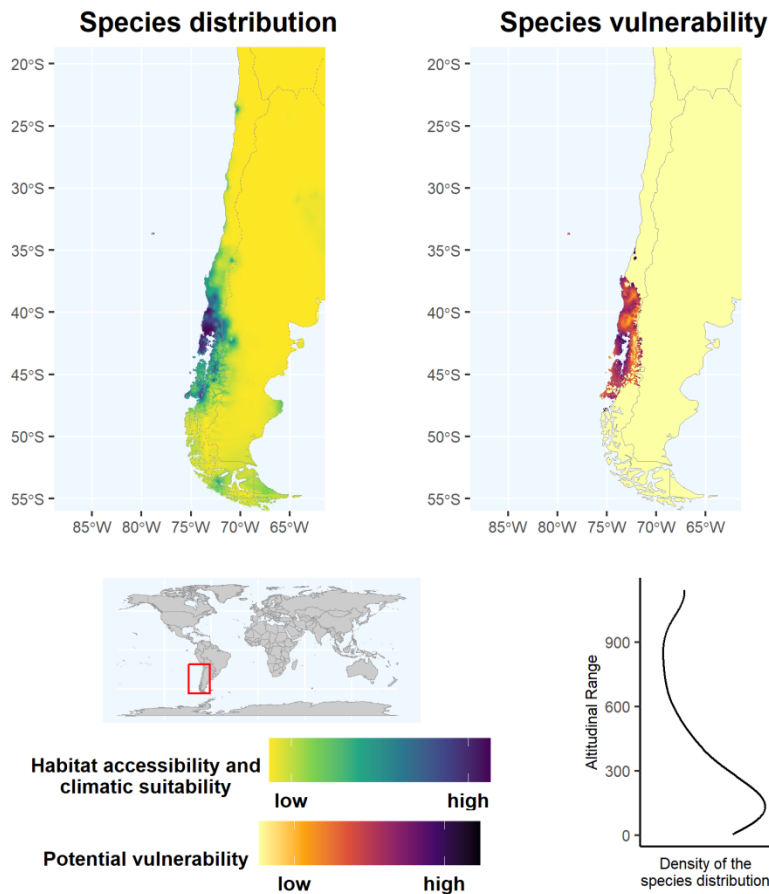 Species distribution
Species vulnerability
20°S
25°S
30°S
35°S
40°S
45°S
50°S
55°S
85°W 80°W 75°W 70°W 65°W
20°S
25°S
30°S
35°S
40°S
45°S
50°S
55°S
85°W 80°W 75°W 70°W 65°W
Habitat accessibility and
climatic suitability
low high
Potential vulnerability
low high
Altitudinal Range
900
600
300
0
Density of the
species distribution